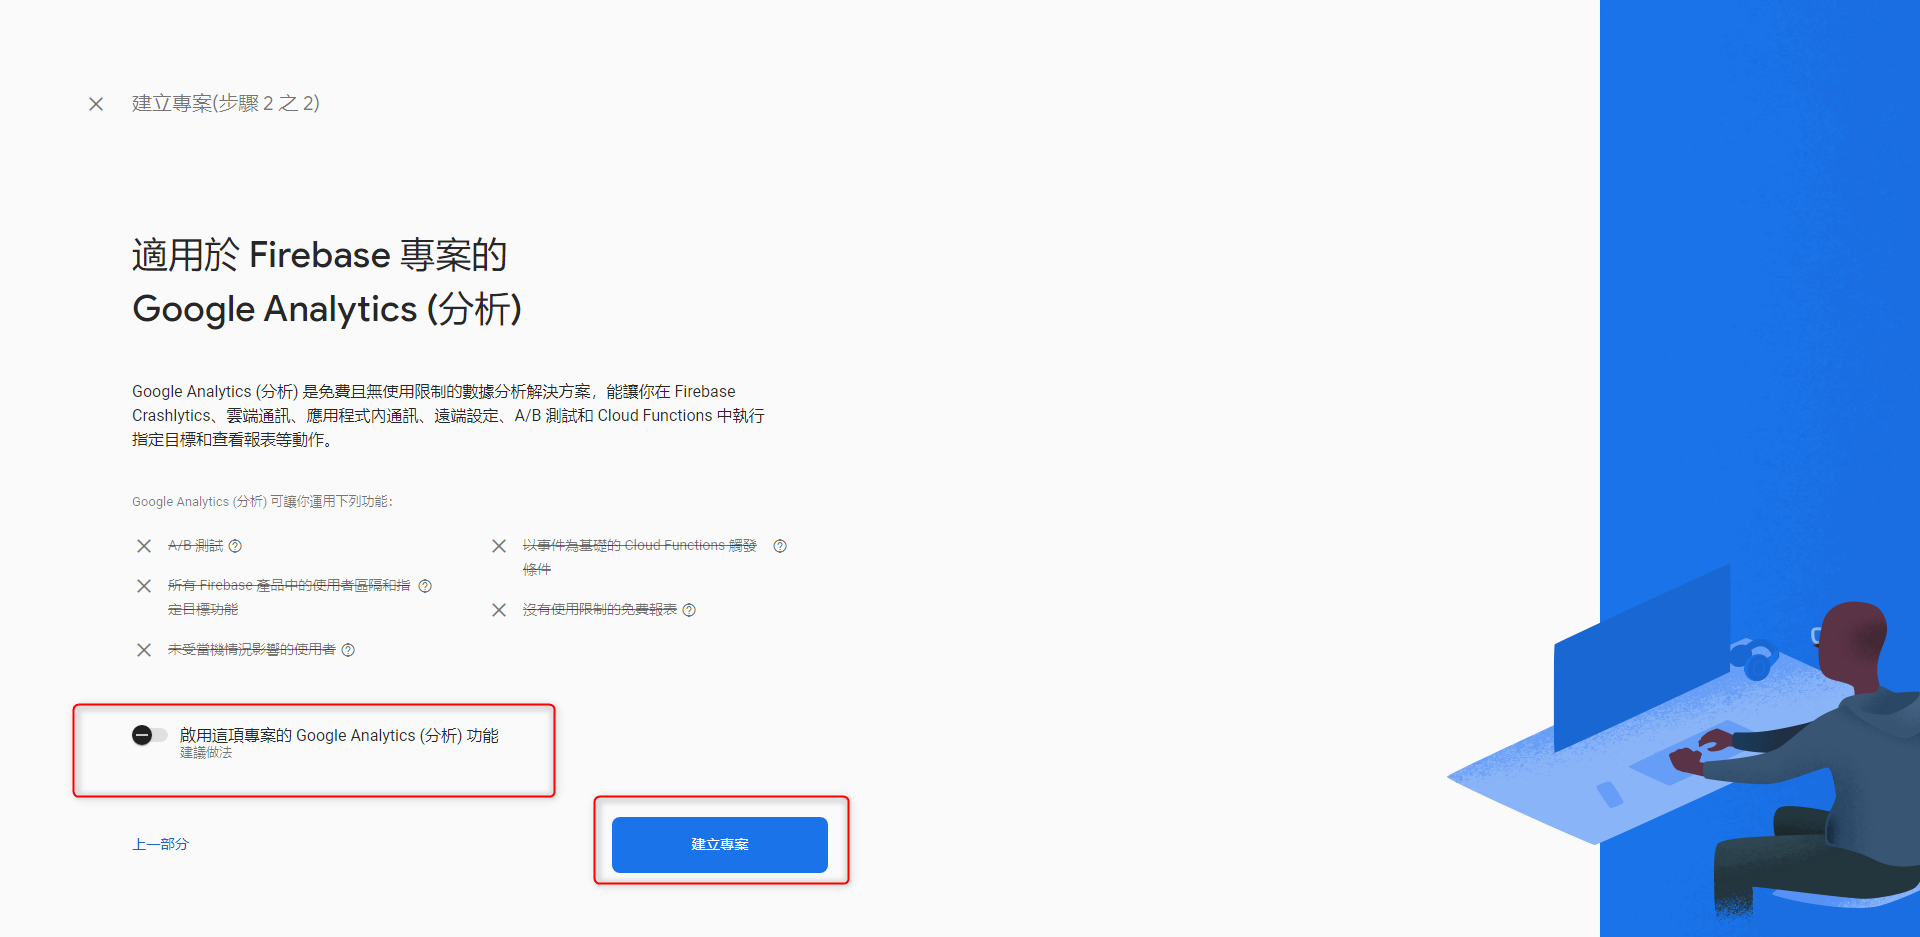 建立專案(步驟 2 之 2)
適用於 Firebase 專案的
Google Analytics (分析)
Google Analytics (分析) 是免費且無使用限制的數據分析解決方案，能讓你在 Firebase
Crashlytics、雲端通訊、應用程式內通訊、遠端設定、A/B 測試和 Cloud Functions 中執行
指定目標和查看報表等動作。
Google Analytics (分析) 可讓你運用下列功能：
A/B 測試
所有 Firebase 產品中的使用者區隔和指
定目標功能
未受當機情況影響的使用者
以事件為基礎的 Cloud Functions 觸發
條件
沒有使用限制的免費報表
啟用這項專案的 Google Analytics (分析) 功能
建議做法
上一部分
建立專案